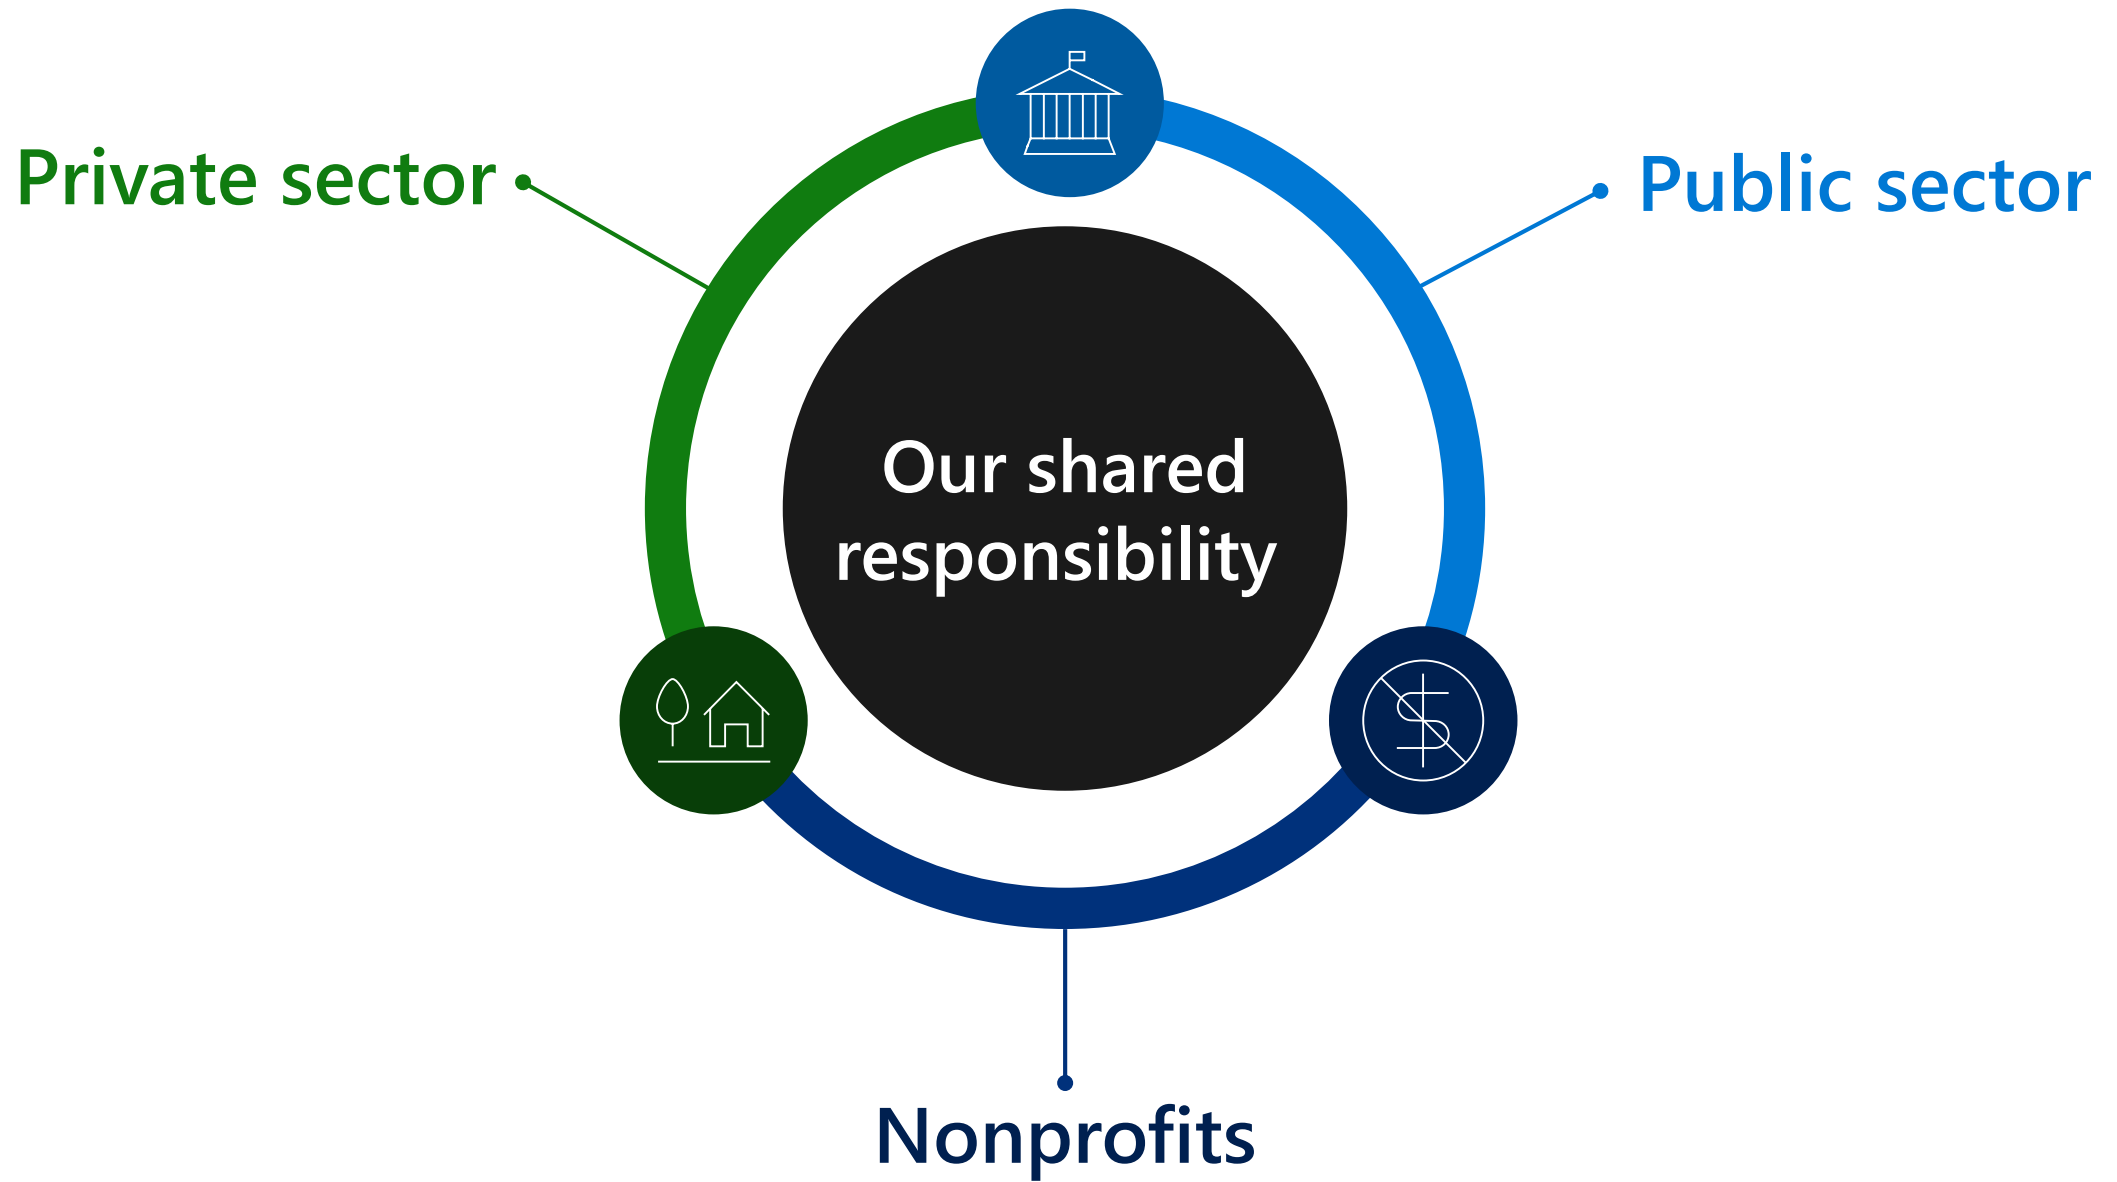 Private sector
Public sector
Our shared
responsibility
Nonprofits